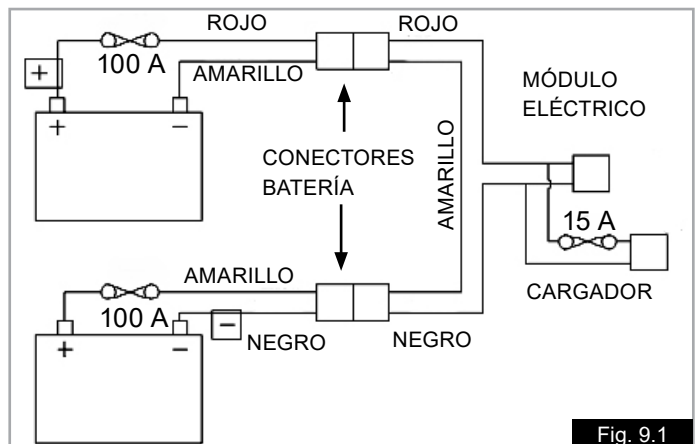 ROJO
ROJO
100 A
+
AMARILLO
MÓDULO
ELÉCTRICO
+ −
CONECTORES
BATERÍA
AMARILLO
15 A
AMARILLO
CARGADOR
100 A
−
NEGRO
NEGRO
+ −
Fig. 9.1